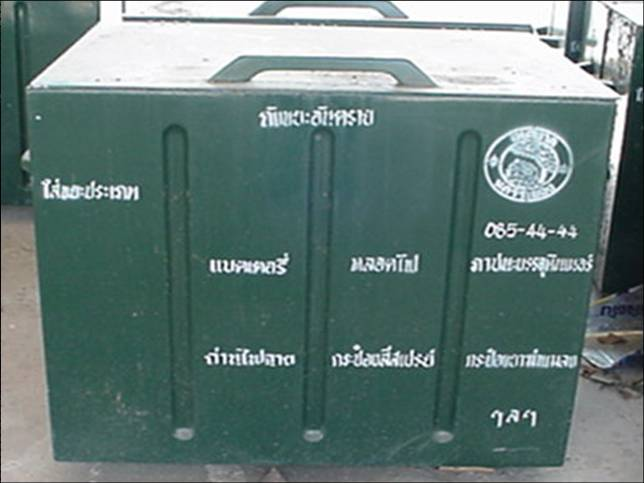 ถังขยะอันตราย
ใส่ขยะประเภท
085-44-44
แบตเตอรี่ หลอดไฟ ภาชนะบรรจุทินเนอร์
ถ่านไฟฉาย กระป๋องสีสเปรย์ กระป๋องยาฆ่าแมลง
ฯลฯ